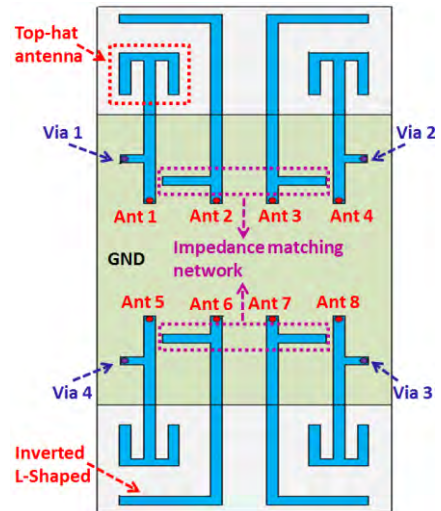 Top-hat
antenna
Via 1
Via 2
Ant 1
Ant 2
Ant 3
Ant 4
GND
Impedance matching
network
Ant 5
Ant 6
Ant 7
Ant 8
Via 4
Via 3
Inverted
L-Shaped